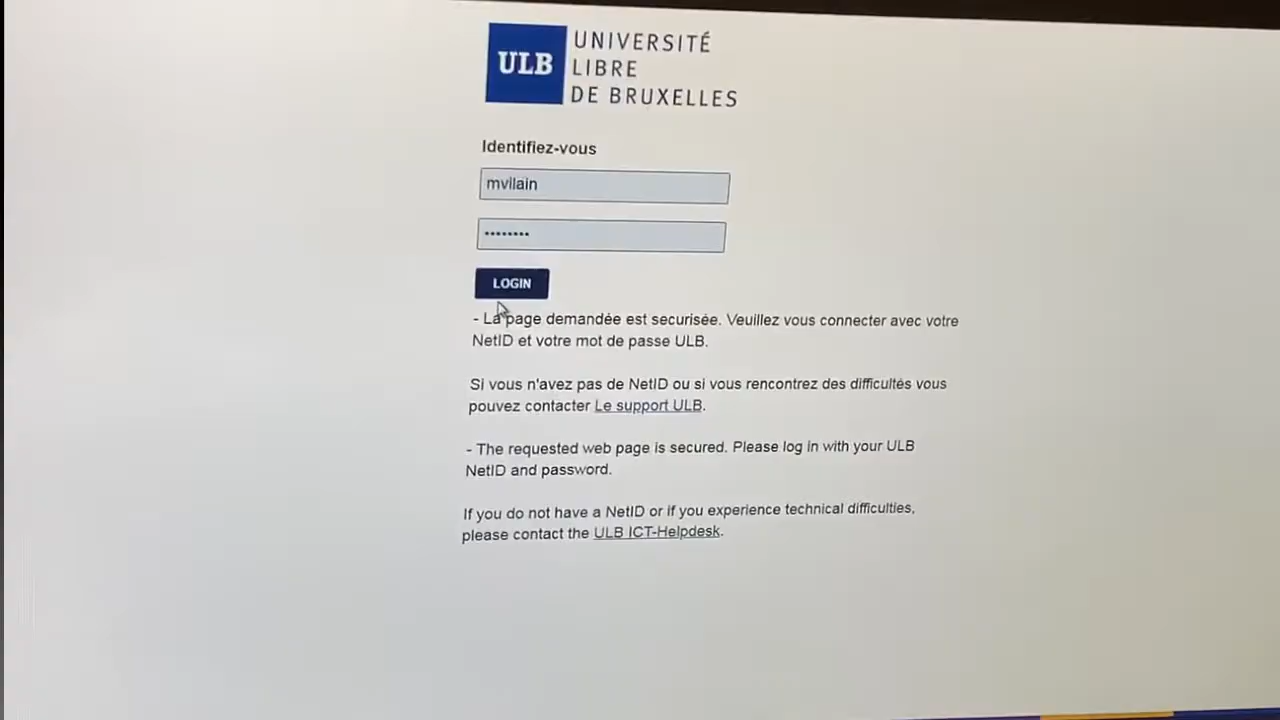 ULB
UNIVERSITÉ
LIBRE
DE BRUXELLES
Identifiez-vous
mvilain
••••••••
LOGIN
- La page demandée est securisée. Veuillez vous connecter avec votre
NetID et votre mot de passe ULB.
Si vous n'avez pas de NetID ou si vous rencontrez des difficultés vous
pouvez contacter Le support ULB.
- The requested web page is secured. Please log in with your ULB
NetID and password.
If you do not have a NetID or if you experience technical difficulties,
please contact the ULB ICT-Helpdesk.